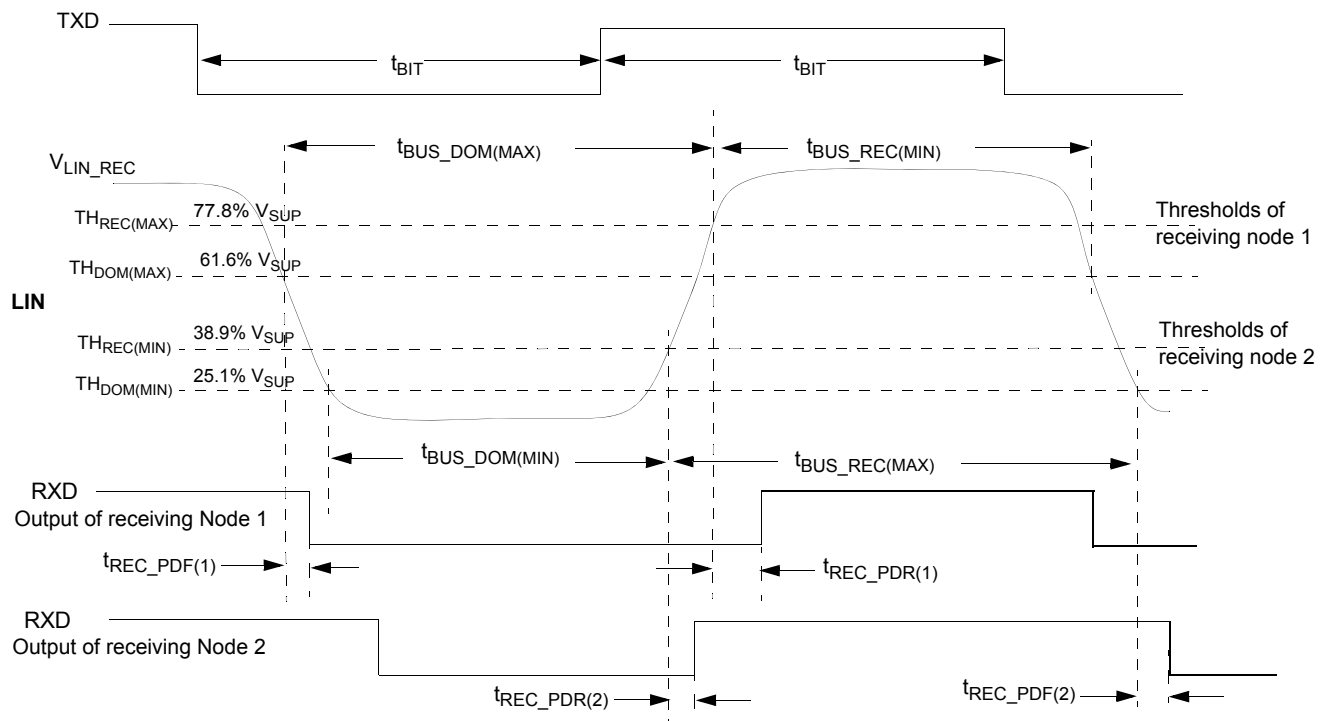 TXD
tBIT
tBIT
tBUS_DOM(MAX)
tBUS_REC(MIN)
VLIN_REC
THREC(MAX)
77.8% VSUP
Thresholds of
receiving node 1
THDOM(MAX)
61.6% VSUP
LIN
THREC(MIN)
38.9% VSUP
Thresholds of
receiving node 2
THDOM(MIN)
25.1% VSUP
tBUS_DOM(MIN)
tBUS_REC(MAX)
RXD
Output of receiving Node 1
tREC_PDF(1)
tREC_PDR(1)
RXD
Output of receiving Node 2
tREC_PDR(2)
tREC_PDF(2)